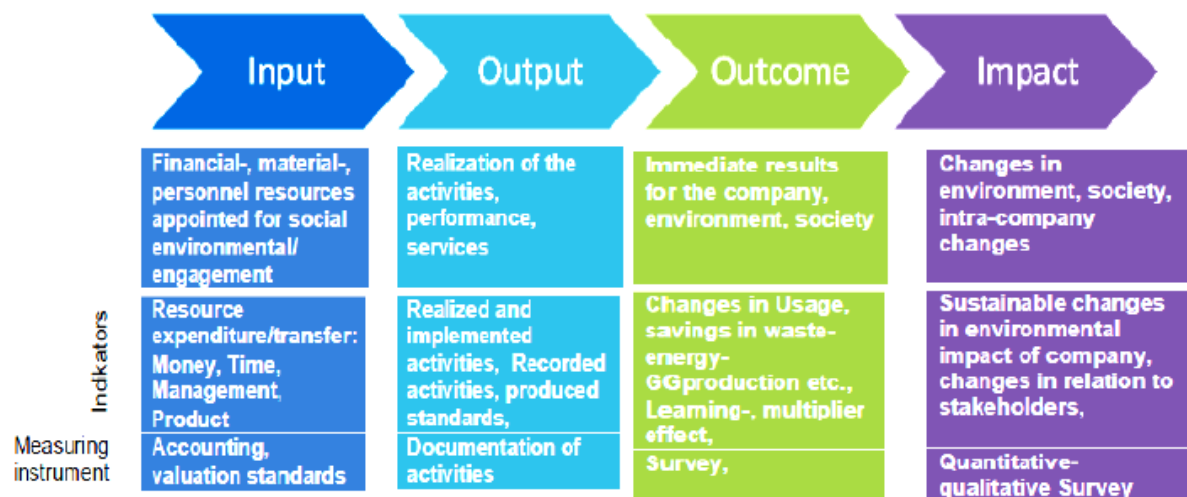 Input
Output
Outcome
Impact
Financial-, material-,
personnel resources
appointed for social
environmental/
engagement
Realization of the
activities,
performance,
services
Immediate results
for the company,
environment, society
Changes in
environment, society,
intra-company
changes
Indkators
Resource
expenditure/transfer:
Money, Time,
Management,
Product
Realized and
implemented
activities, Recorded
activities, produced
standards,
Changes in Usage,
savings in waste-
energy-
GGproduction etc.,
Learning-, multiplier
effect,
Sustainable changes
in environmental
impact of company,
changes in relation to
stakeholders,
Measuring
instrument
Accounting,
valuation standards
Documentation of
activities
Survey,
Quantitative-
qualitative Survey